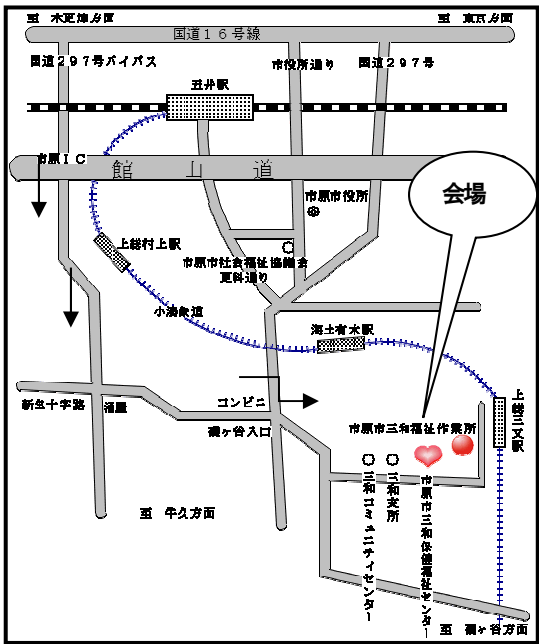 至 木更津方面
至 東京方面
国道１６号線
国道２９７号バイパス
市役所通り
国道２９７号
五井駅
市原ＩＣ
館山道
会場
市原市役所
上総村上駅
市原市社会福祉協議会
更科通り
小湊鉄道
海士有木駅
上総三又駅
新生十字路
コンビニ
磯ヶ谷入口
市原市三和福祉作業所
三和コミュニティセンター
三和支所
市原市三和保健福祉センター
至 牛久方面
至 磯ヶ谷方面